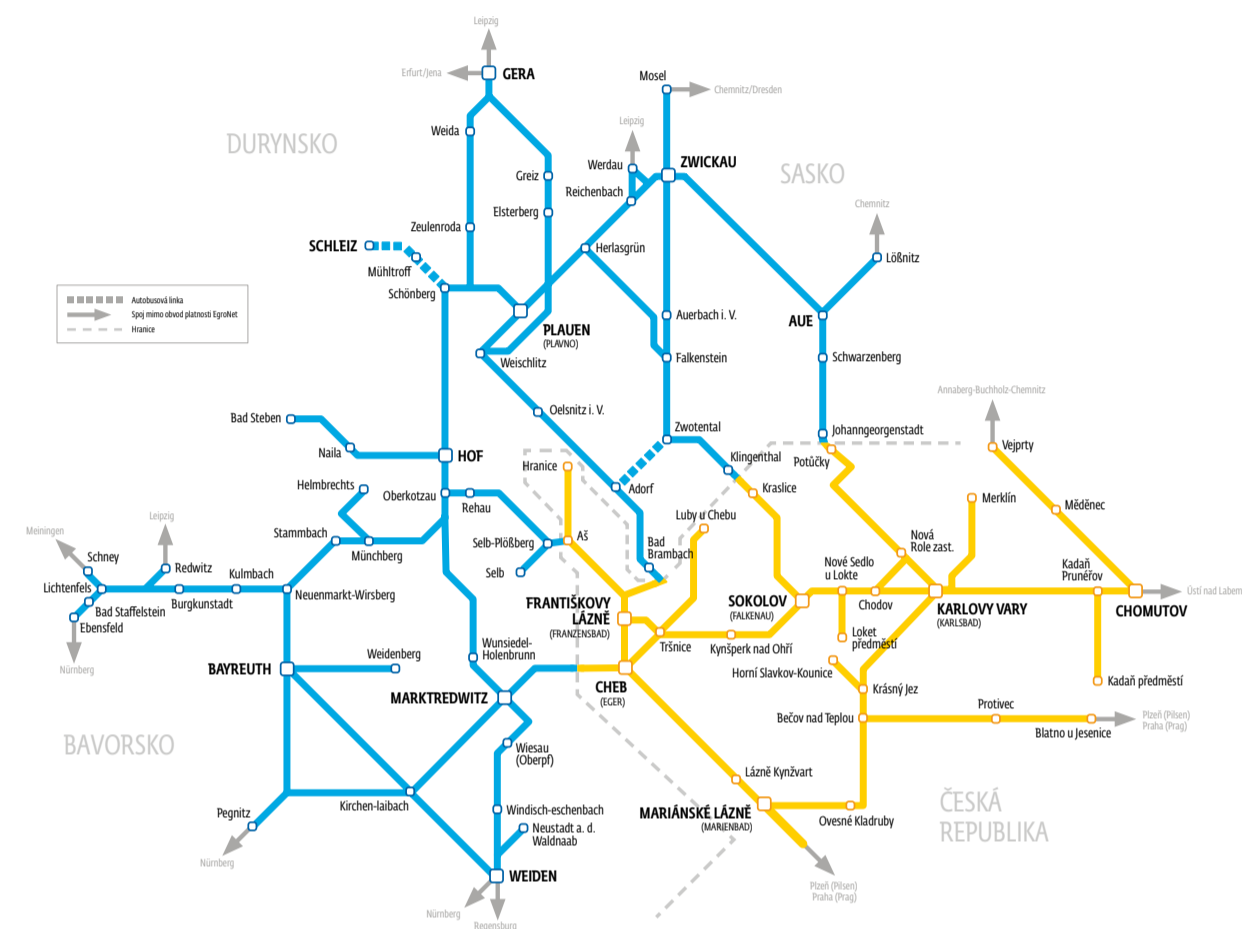 Leipzig
Erfurt/Jena
GERA
Mosel
Chemnitz/Dresden
Leipzig
Weida
DURYNSKO
Werdau
ZWICKAU
SASKO
Greiz
Reichenbach
Elsterberg
Chemnitz
Zeulenroda
SCHLEIZ
Herlasgrün
Lößnitz
Mühltroff
Schönberg
Autobusová linka
Spoj mimo obvod platnosti EgroNet
Hranice
PLAUEN
(PLAVNO)
Auerbach i. V.
AUE
Weischlitz
Falkenstein
Schwarzenberg
Annaberg-Buchholz-Chemnitz
Oelsnitz i. V.
Bad Steben
Zwotental
Johanngeorgenstadt
Naila
HOF
Vejprty
Klingenthal
Potůčky
Hranice
Helmbrechts
Oberkotzau
Rehau
Adorf
Kraslice
Merklín
Měděnec
Leipzig
Luby u Chebu
Meiningen
Stammbach
Münchberg
Selb-Plößberg
Aš
Bad
Brambach
Nová
Role zast.
Schney
Redwitz
Selb
Nové Sedlo
u Lokte
Kadaň
Prunéřov
Lichtenfels
Kulmbach
Burgkunstadt
Neuenmarkt-Wirsberg
Ústí nad Labem
Bad Staffelstein
Ebensfeld
FRANTIŠKOVY
LÁZNĚ
(FRANZENSBAD)
SOKOLOV
(FALKENAU)
Chodov
KARLOVY VARY
(KARLSBAD)
CHOMUTOV
Nürnberg
Wunsiedel-
Holenbrunn
Tršnice
Kynšperk nad Ohří
Loket
předměstí
Weidenberg
BAYREUTH
Horní Slavkov-Kounice
Kadaň předměstí
MARKTREDWITZ
CHEB
(EGER)
Krásný Jez
Bečov nad Teplou
Protivec
Plzeň (Pilsen)
Praha (Prag)
Blatno u Jesenice
BAVORSKO
Wiesau
(Oberpf)
Lázně Kynžvart
Kirchen-laibach
Pegnitz
Windisch-eschenbach
MARIÁNSKÉ LÁZNĚ
(MARIENBAD)
Ovesné Kladruby
ČESKÁ
REPUBLIKA
Neustadt a. d.
Waldnaab
Nürnberg
WEIDEN
Plzeň (Pilsen)
Praha (Prag)
Nürnberg
Regensburg